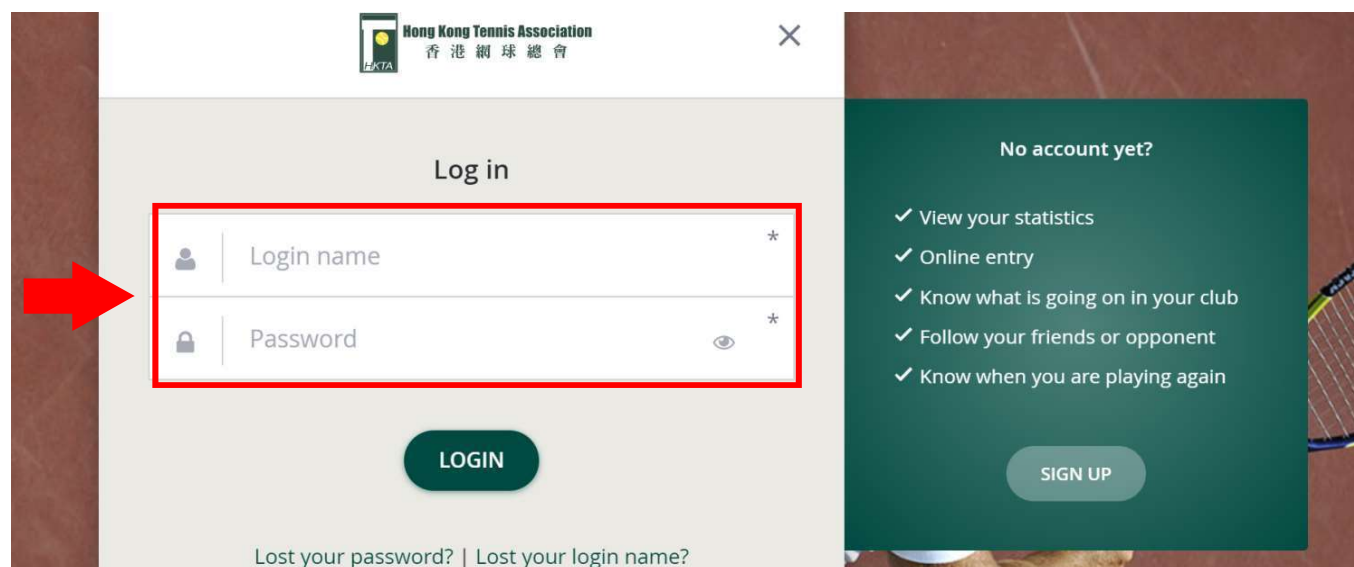 Hong Kong Tennis Association
香港網球總會
HKTA
Log in
Login name *
Password *
LOGIN
Lost your password? | Lost your login name?
No account yet?
✓ View your statistics
✓ Online entry
✓ Know what is going on in your club
✓ Follow your friends or opponent
✓ Know when you are playing again
SIGN UP